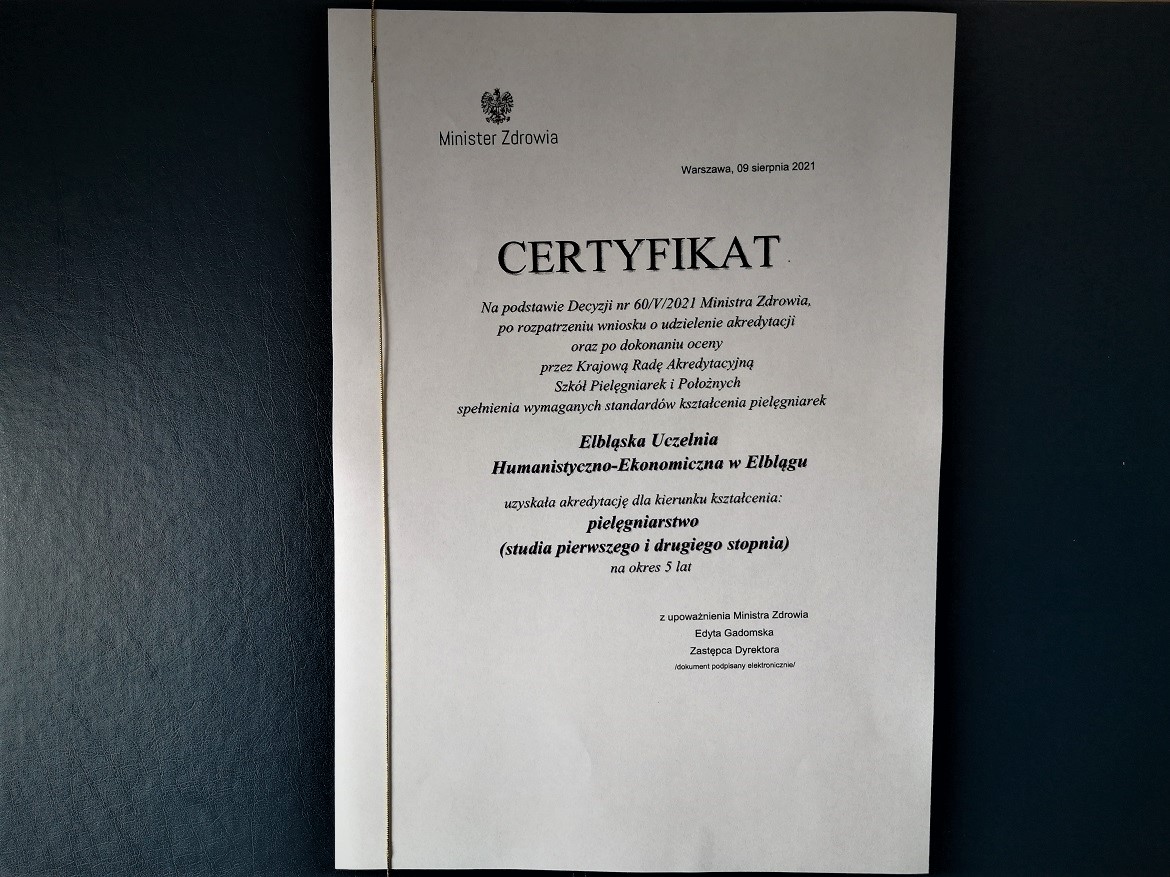 Minister Zdrowia
Warszawa, 09 sierpnia 2021
CERTYFIKAT
Na podstawie Decyzji nr 60/V/2021 Ministra Zdrowia,
po rozpatrzeniu wniosku o udzielenie akredytacji
oraz po dokonaniu oceny
przez Krajową Radę Akredytacyjną
Szkół Pielęgniarek i Położnych
spełnienia wymaganych standardów kształcenia pielęgniarek
Elbląska Uczelnia
Humanistyczno-Ekonomiczna w Elblągu
uzyskała akredytację dla kierunku kształcenia:
pielęgniarstwo
(studia pierwszego i drugiego stopnia)
na okres 5 lat
z upoważnienia Ministra Zdrowia
Edyta Gadomska
Zastępca Dyrektora
/dokument podpisany elektronicznie/